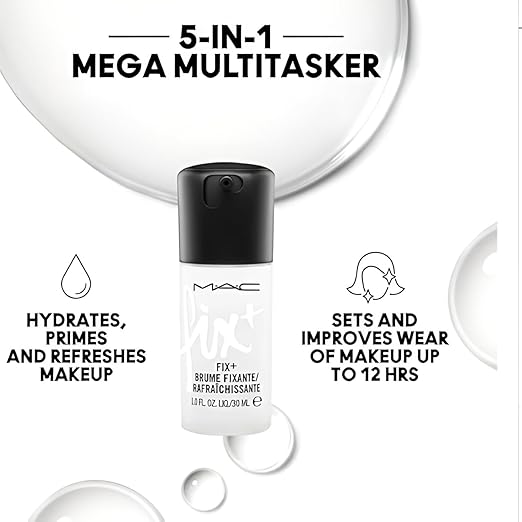 5-IN-1
MEGA MULTITASKER
HYDRATES,
PRIMES
AND REFRESHES
MAKEUP
M·A·C
fix+
FIX+
BRUME FIXANTE/
RAFRAÎCHISSANTE
1.0 FL. OZ. LIQ./30 ML ℮
SETS AND
IMPROVES WEAR
OF MAKEUP UP
TO 12 HRS